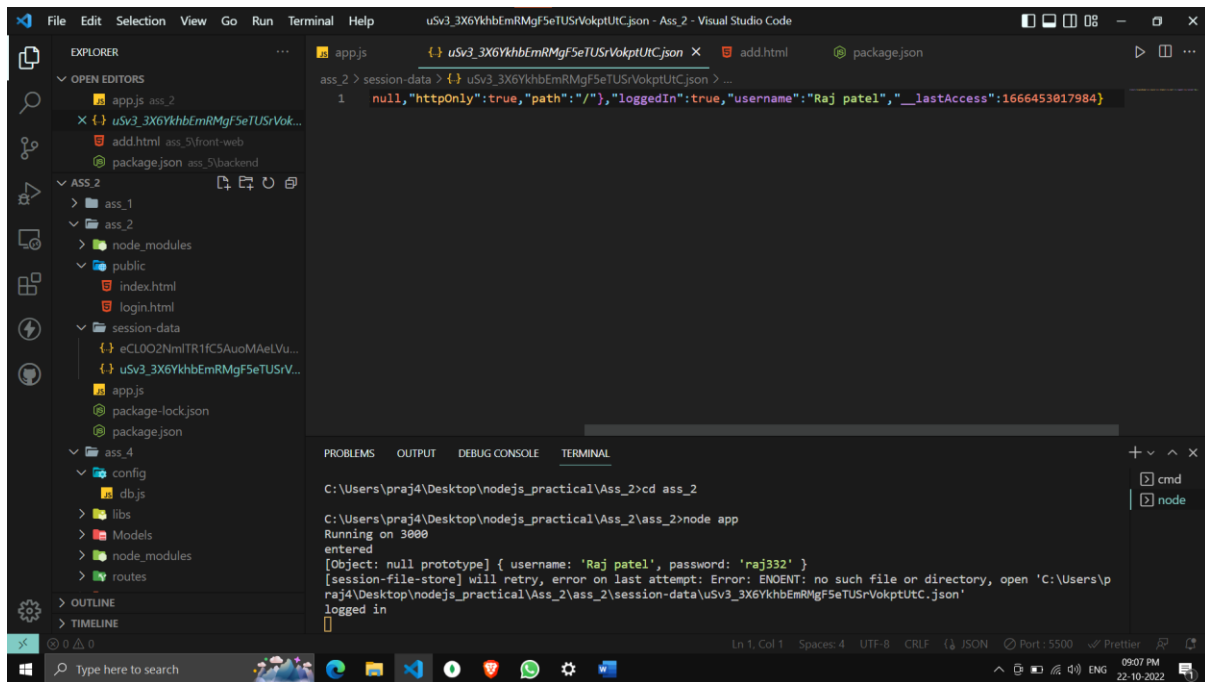 File Edit Selection View Go Run Terminal Help
uSv3_3X6YkhbEmRMgF5eTUSrVokptUtC.json - Ass_2 - Visual Studio Code
EXPLORER
OPEN EDITORS
app.js ass_2
uSv3_3X6YkhbEmRMgF5eTUSrVok...
add.html ass_5\front-web
package.json ass_5\backend
ASS_2
ass_1
ass_2
node_modules
public
index.html
login.html
session-data
eCL0O2NmlTR1fC5AuoMAeLVu...
uSv3_3X6YkhbEmRMgF5eTUSrV...
app.js
package-lock.json
package.json
ass_4
config
db.js
libs
Models
node_modules
routes
OUTLINE
TIMELINE
app.js
uSv3_3X6YkhbEmRMgF5eTUSrVokptUtC.json
add.html
package.json
ass_2 > session-data > {..} uSv3_3X6YkhbEmRMgF5eTUSrVokptUtC.json > ...
1 null,"httpOnly":true,"path":"/"},"loggedIn":true,"username":"Raj patel","__lastAccess":1666453017984}
PROBLEMS OUTPUT DEBUG CONSOLE TERMINAL
C:\Users\praj4\Desktop\nodejs_practical\Ass_2>cd ass_2
C:\Users\praj4\Desktop\nodejs_practical\Ass_2\ass_2>node app
Running on 3000
entered
[Object: null prototype] { username: 'Raj patel', password: 'raj332' }
[session-file-store] will retry, error on last attempt: Error: ENOENT: no such file or directory, open 'C:\Users\p
raj4\Desktop\nodejs_practical\Ass_2\ass_2\session-data\uSv3_3X6YkhbEmRMgF5eTUSrVokptUtC.json'
logged in
cmd
node
0 0 Ln 1, Col 1 Spaces: 4 UTF-8 CRLF JSON Port : 5500 Prettier
Type here to search
ENG
09:07 PM
22-10-2022
1